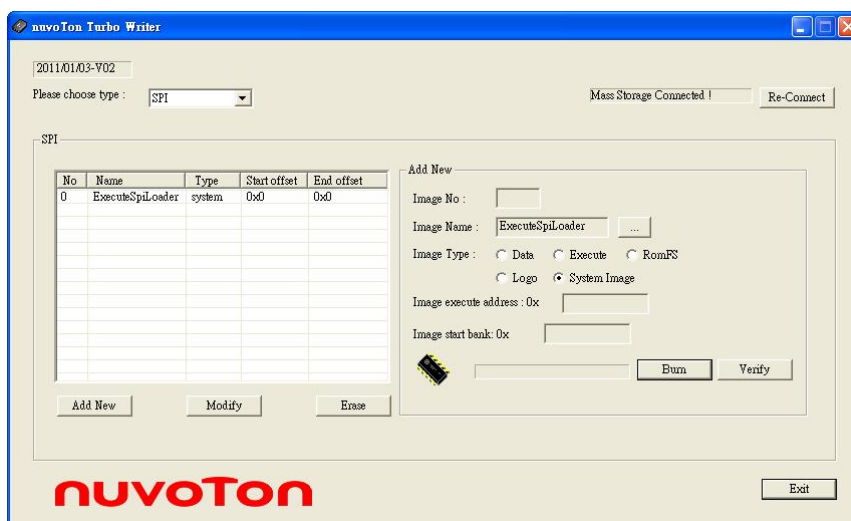 nuvoTon Turbo Writer
2011/01/03-V02
Please choose type :
SPI
Mass Storage Connected !
Re-Connect
SPI
No Name Type Start offset End offset
0 ExecuteSpiLoader system 0x0 0x0
Add New
Modify
Erase
Add New
Image No :
Image Name : ExecuteSpiLoader ...
Image Type : Data Execute RomFS
Logo System Image
Image execute address : 0x
Image start bank: 0x
Burn
Verify
nuvoTon
Exit